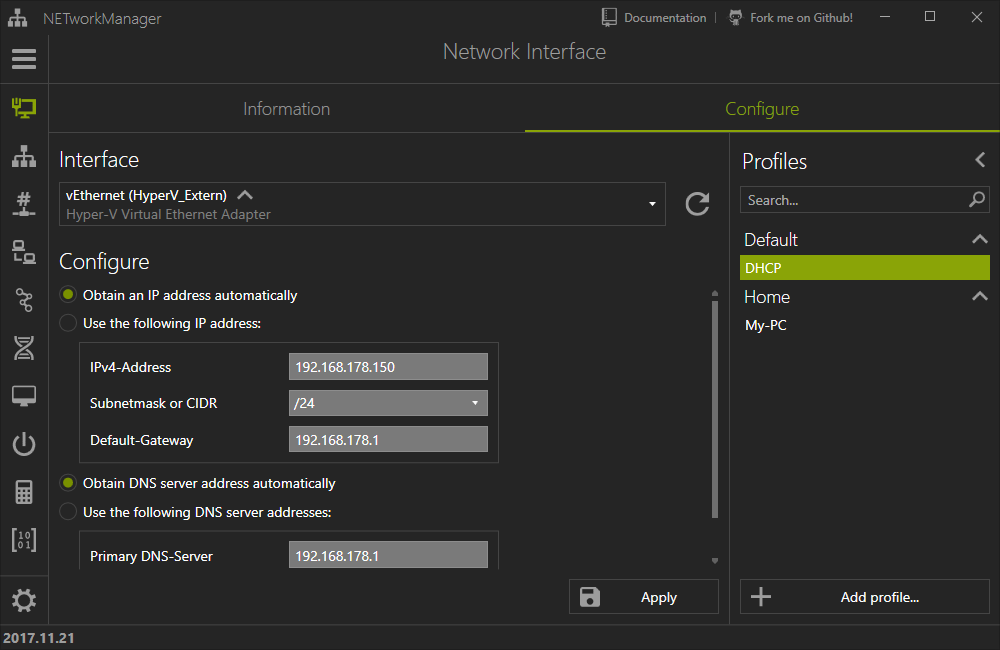 NETworkManager
Documentation
Fork me on Github!
Network Interface
Information
Configure
Interface
vEthernet (HyperV_Extern)
Hyper-V Virtual Ethernet Adapter
Configure
Obtain an IP address automatically
Use the following IP address:
IPv4-Address
192.168.178.150
Subnetmask or CIDR
/24
Default-Gateway
192.168.178.1
Obtain DNS server address automatically
Use the following DNS server addresses:
Primary DNS-Server
192.168.178.1
Apply
Profiles
Search...
Default
DHCP
Home
My-PC
Add profile...
2017.11.21